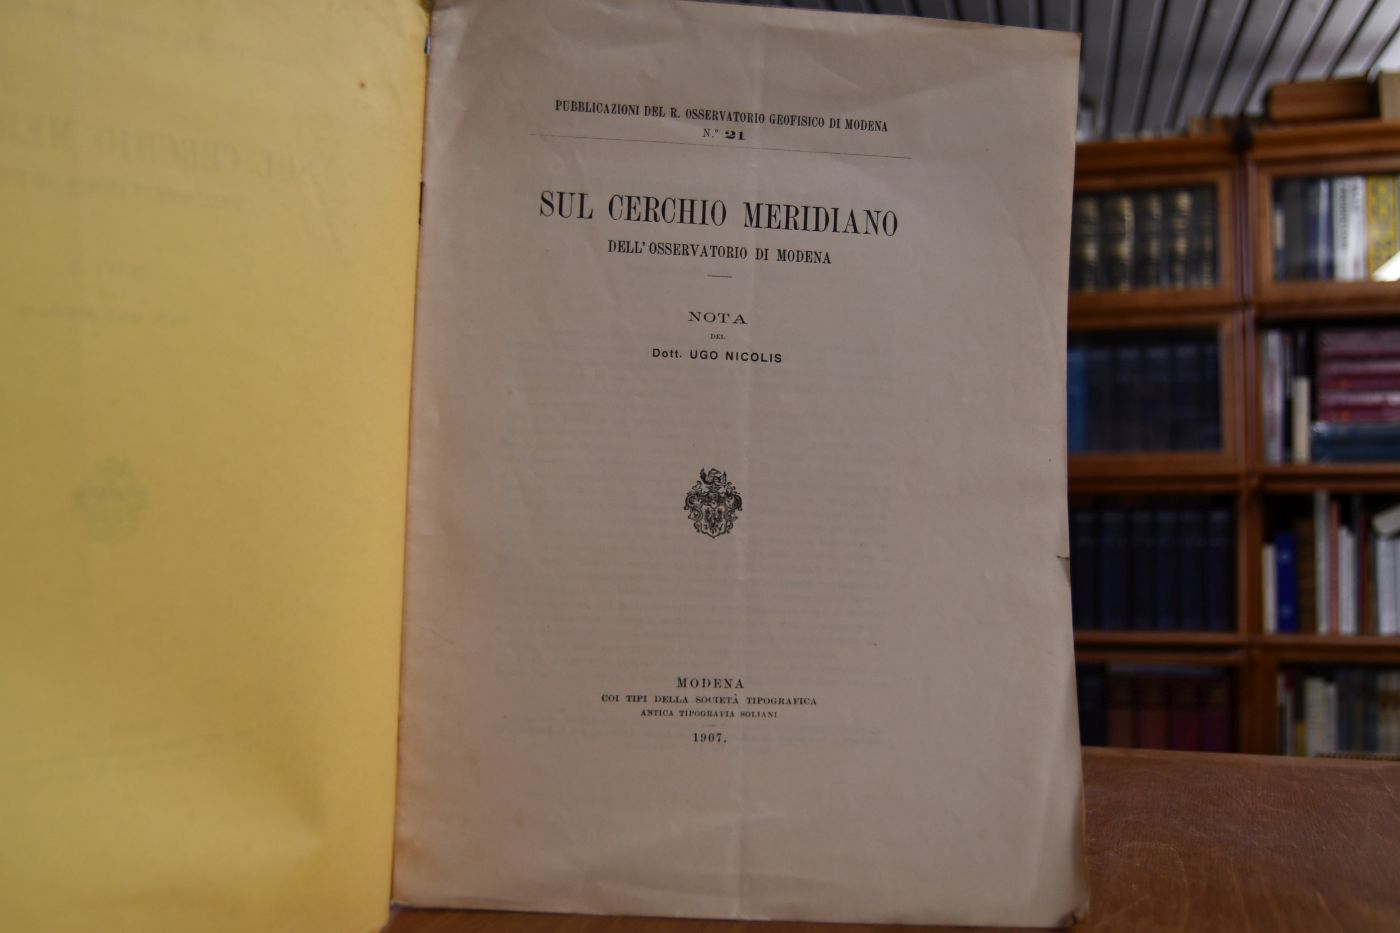 PUBBLICAZIONI DEL R. OSSERVATORIO GEOFISICO DI MODENA
N.° 21
SUL CERCHIO MERIDIANO
DELL' OSSERVATORIO DI MODENA
NOTA
DEL
Dott. UGO NICOLIS
MODENA
COI TIPI DELLA SOCIETÀ TIPOGRAFICA
ANTICA TIPOGRAFIA SOLIANI
1907.